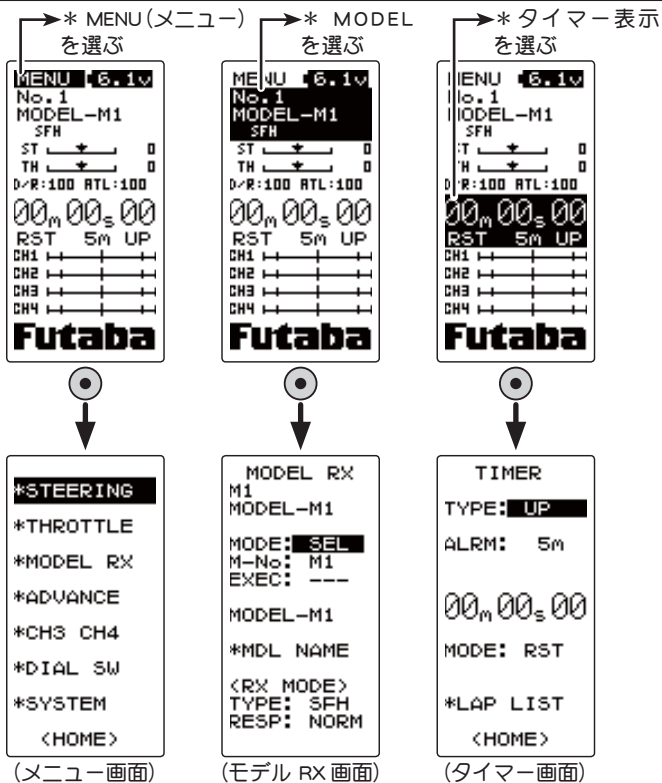 ＊ MENU（メニュー）
を選ぶ
MENU 6.1v
No.1
MODEL-M1
SFH
ST 0
TH 0
D/R:100 ATL:100
00m00s00
RST 5m UP
CH1
CH2
CH3
CH4
Futaba
*STEERING
*THROTTLE
*MODEL RX
*ADVANCE
*CH3 CH4
*DIAL SW
*SYSTEM
<HOME>
（メニュー画面）
＊ MODEL
を選ぶ
MENU 6.1v
No.1
MODEL-M1
SFH
ST 0
TH 0
D/R:100 ATL:100
00m00s00
RST 5m UP
CH1
CH2
CH3
CH4
Futaba
MODEL RX
M1
MODEL-M1
MODE: SEL
M-No: M1
EXEC: ---
MODEL-M1
*MDL NAME
<RX MODE>
TYPE: SFH
RESP: NORM
（モデル RX 画面）
＊タイマー表示
を選ぶ
MENU 6.1v
No.1
MODEL-M1
SFH
ST 0
TH 0
D/R:100 ATL:100
00m00s00
RST 5m UP
CH1
CH2
CH3
CH4
Futaba
TIMER
TYPE: UP
ALRM: 5m
00m00s00
MODE: RST
*LAP LIST
<HOME>
（タイマー画面）